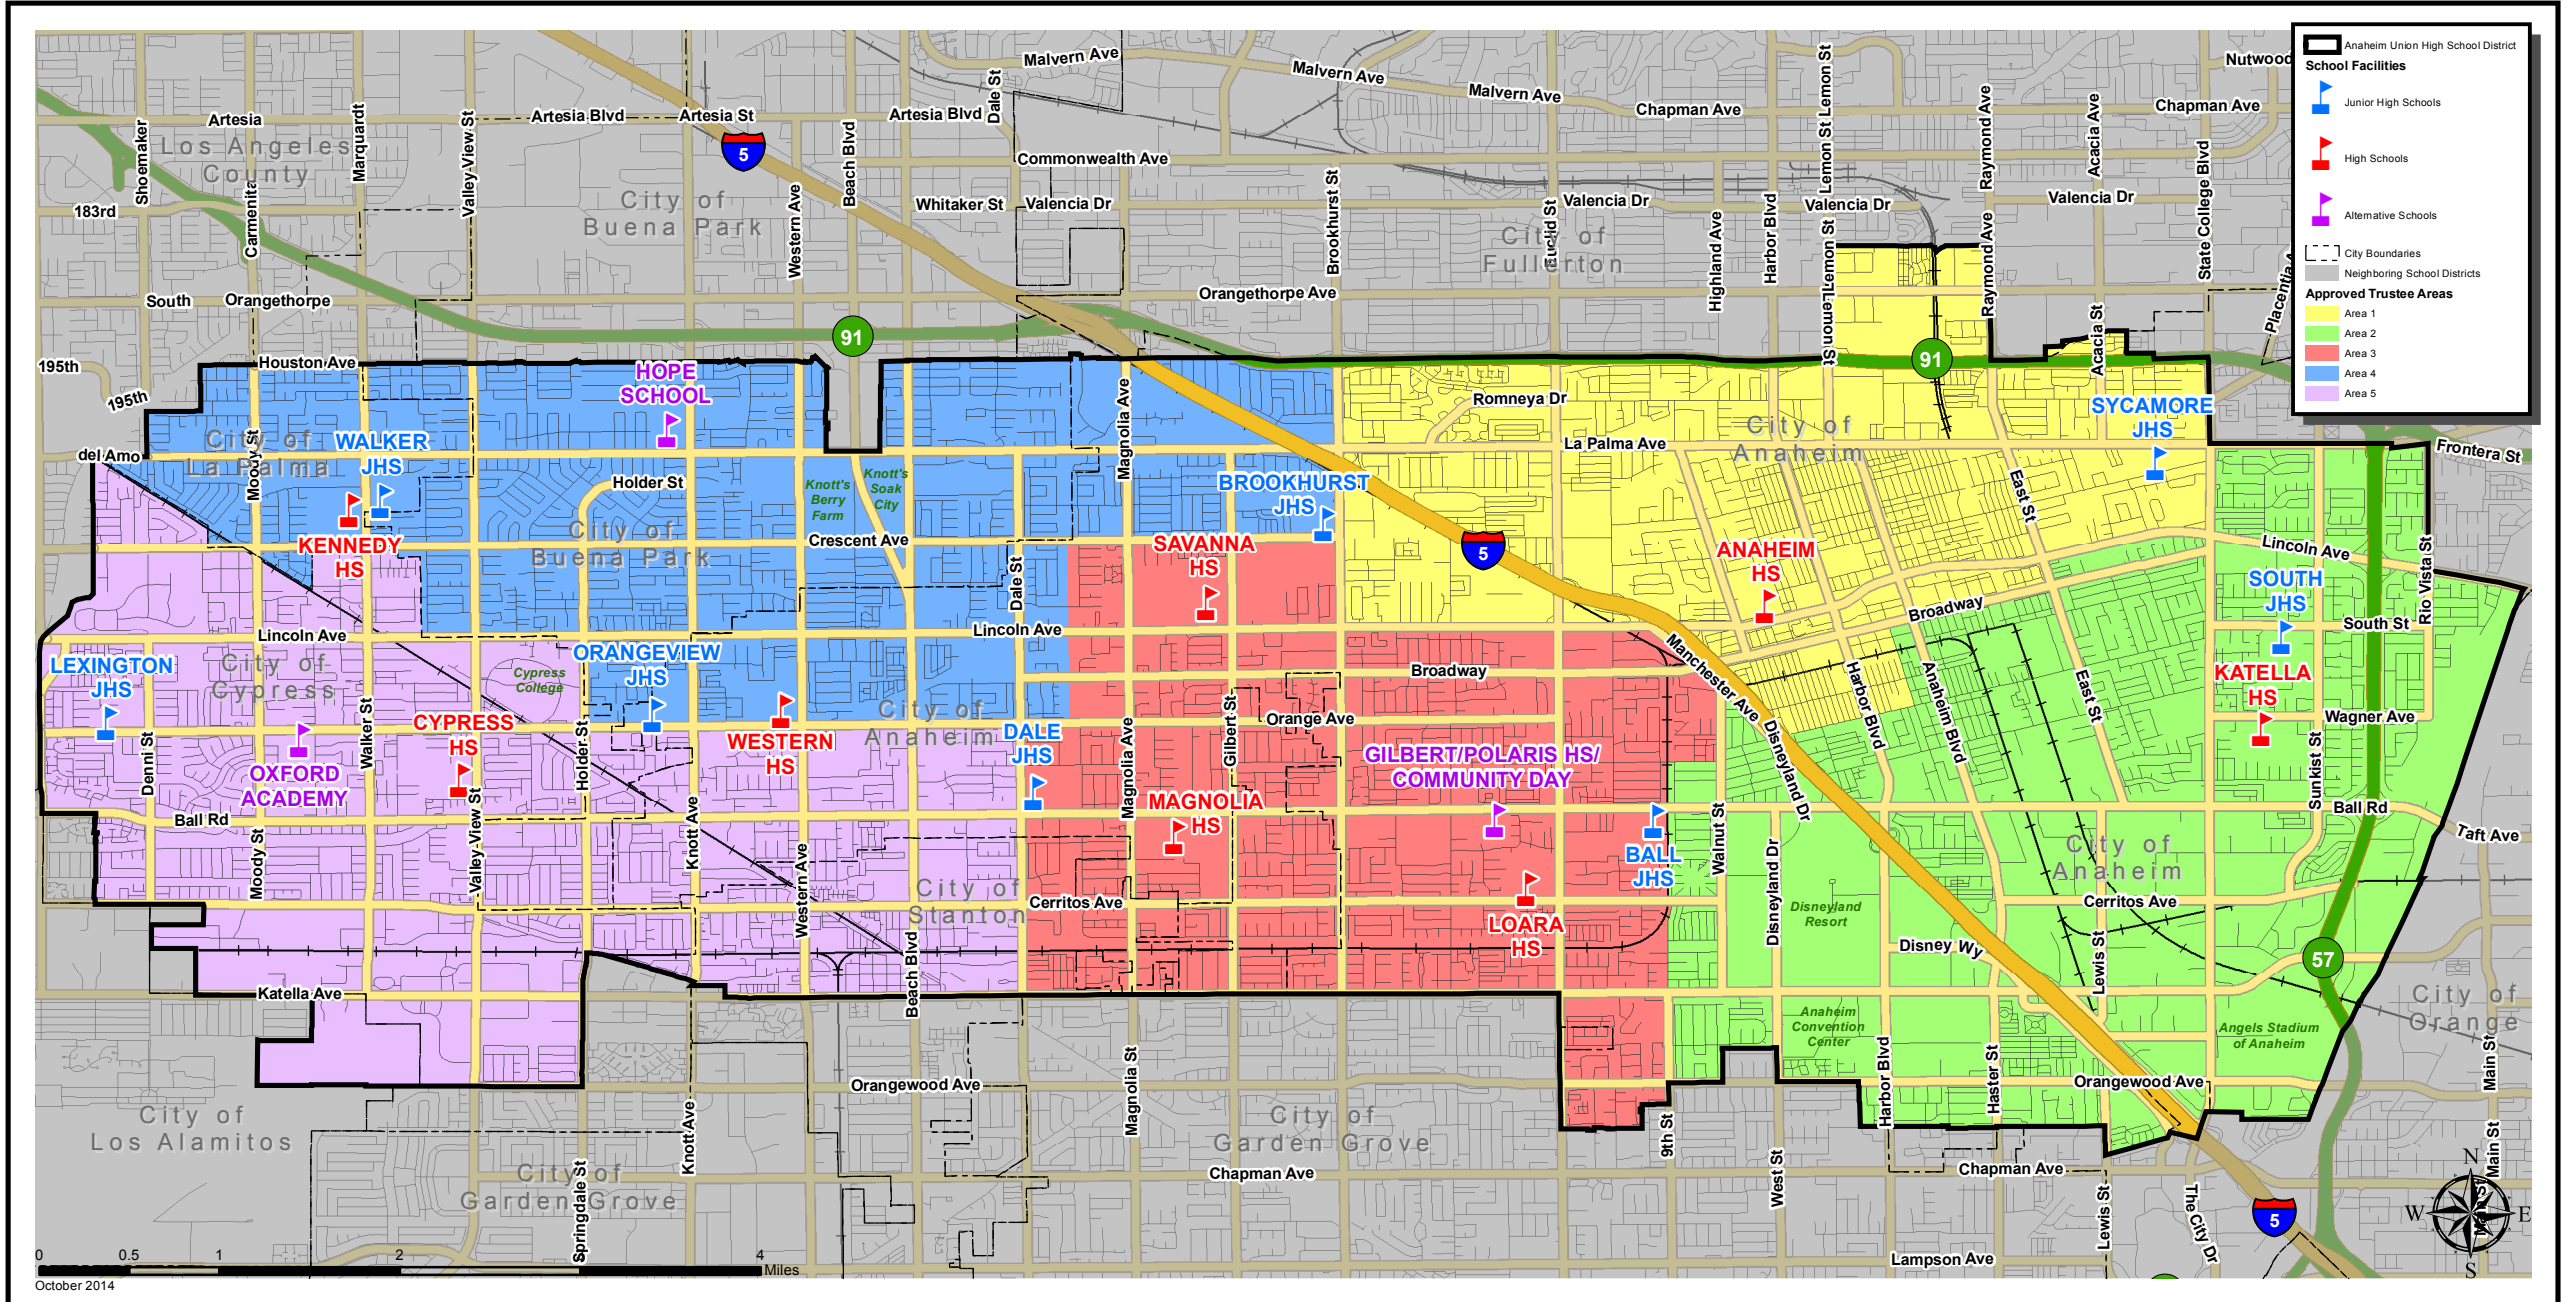 Malvern Ave
Malvern Ave
Malvern Ave
Chapman Ave
Chapman Ave
Nutwood
Artesia
Artesia Blvd
Artesia St
Artesia Blvd
Dale St
Lemon St
Lemon St
Raymond Ave
Acacia Ave
State College Blvd
Shoemaker
Marquardt
Valley View St
Beach Blvd
Los Angeles
County
5
Commonwealth Ave
183rd
Carmenita
City of
Buena Park
Western Ave
Whitaker St
Valencia Dr
Brookhurst St
Valencia Dr
Euclid St
City of
Fullerton
Highland Ave
Harbor Blvd
Valencia Dr
Lemon St
Lemon St
Raymond Ave
Valencia Dr
South
Orangethorpe
Orangethorpe Ave
Acacia St
91
91
195th
195th
Houston Ave
HOPE
SCHOOL
Magnolia Ave
Romneya Dr
City of
Anaheim
SYCAMORE
JHS
City of
La Palma
Moody St
WALKER
JHS
La Palma Ave
Frontera St
del Amo
Holder St
Knott's
Berry
Farm
Knott's
Soak
City
BROOKHURST
JHS
East St
City of
Buena Park
Crescent Ave
KENNEDY
HS
SAVANNA
HS
5
ANAHEIM
HS
Lincoln Ave
SOUTH
JHS
Rio Vista St
Dale St
Broadway
South St
Lincoln Ave
Lincoln Ave
LEXINGTON
JHS
City of
Cypress
Cypress
College
ORANGEVIEW
JHS
Broadway
Manchester Ave
Harbor Blvd
Anaheim Blvd
East St
KATELLA
HS
Walker St
CYPRESS
HS
WESTERN
HS
City of
Anaheim
DALE
JHS
Magnolia Ave
Gilbert St
Orange Ave
Wagner Ave
Denni St
OXFORD
ACADEMY
Holder St
GILBERT/POLARIS HS/
COMMUNITY DAY
Disneyland Dr
Sunkist St
Ball Rd
Moody St
Valley View St
Knott Ave
MAGNOLIA
HS
BALL
JHS
Walnut St
Ball Rd
Taft Ave
Disneyland Dr
City of
Anaheim
Western Ave
City of
Stanton
Cerritos Ave
LOARA
HS
Disneyland
Resort
Cerritos Ave
Beach Blvd
Disney Wy
Lewis St
57
Katella Ave
City of
Orange
Anaheim
Convention
Center
Angels Stadium
of Anaheim
Magnolia St
Harbor Blvd
Haster St
Main St
Orangewood Ave
Orangewood Ave
City of
Los Alamitos
City of
Garden Grove
Knott Ave
9th St
West St
Main St
City of
Garden Grove
Springdale St
Chapman Ave
Chapman Ave
Lewis St
The City Dr
5
Lampson Ave
N
W
E
S
0
0.5
1
2
4
Miles
October 2014
Anaheim Union High School District
School Facilities
Junior High Schools
High Schools
Alternative Schools
City Boundaries
Neighboring School Districts
Approved Trustee Areas
Area 1
Area 2
Area 3
Area 4
Area 5